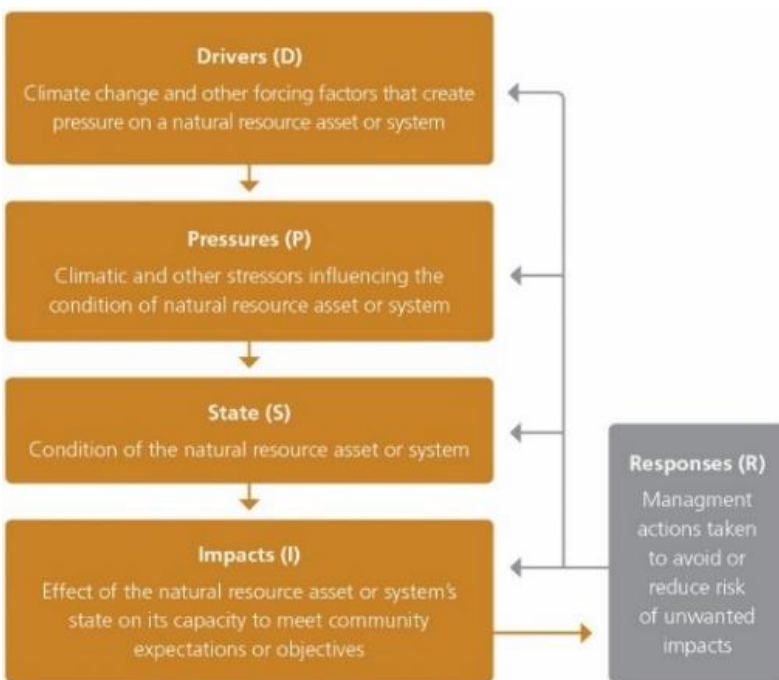 Drivers (D)
Climate change and other forcing factors that create
pressure on a natural resource asset or system
Pressures (P)
Climatic and other stressors influencing the
condition of natural resource asset or system
State (S)
Condition of the natural resource asset or system
Impacts (I)
Effect of the natural resource asset or system's
state on its capacity to meet community
expectations or objectives
Responses (R)
Managment
actions taken
to avoid or
reduce risk
of unwanted
impacts